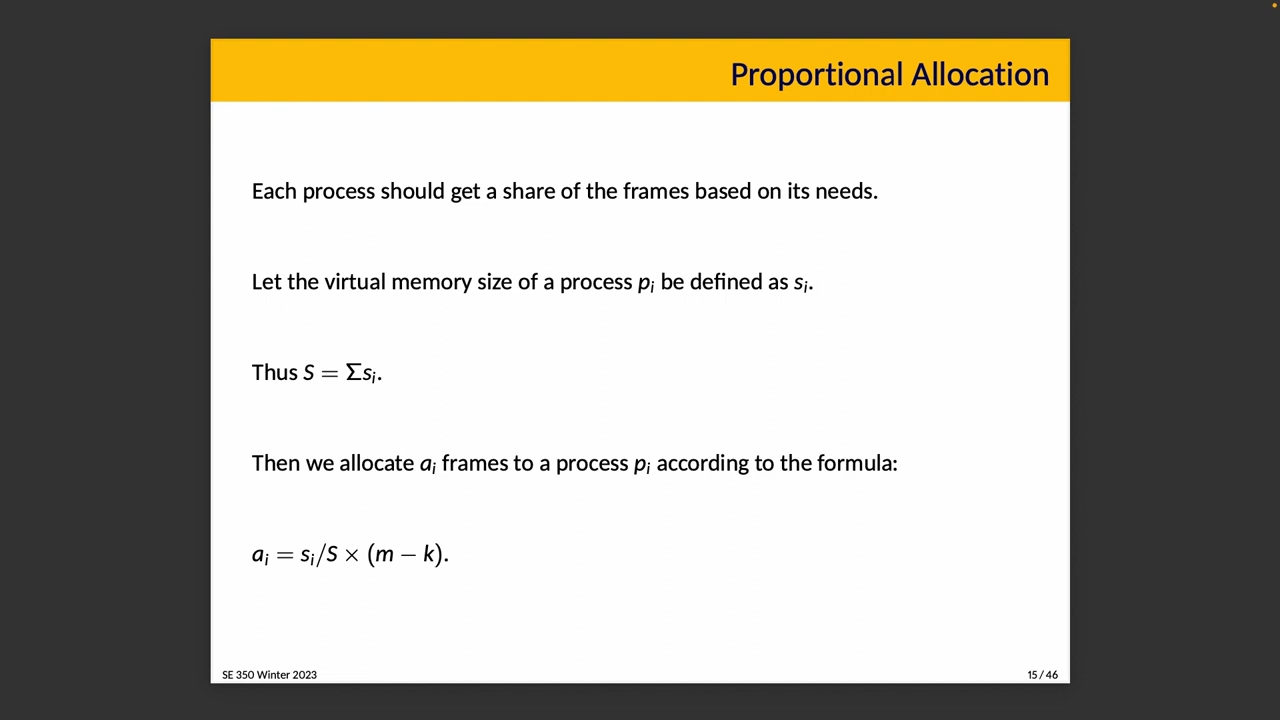 Proportional Allocation
Each process should get a share of the frames based on its needs.
Let the virtual memory size of a process pᵢ be defined as sᵢ.
Thus S = Σsᵢ.
Then we allocate aᵢ frames to a process pᵢ according to the formula:
aᵢ = sᵢ/S × (m − k).
SE 350 Winter 2023
15 / 46